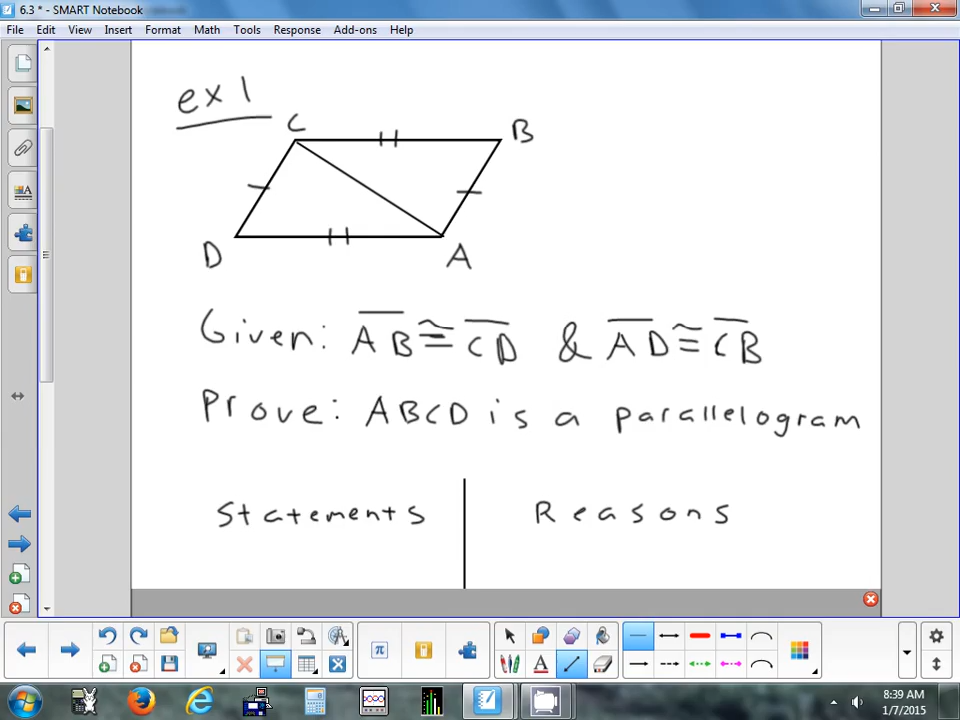 6.3 * - SMART Notebook
File Edit View Insert Format Math Tools Response Add-ons Help
ex 1
C
B
D
A
Given: AB ≅ CD & AD ≅ CB
Prove: ABCD is a parallelogram
Statements Reasons
8:39 AM
1/7/2015